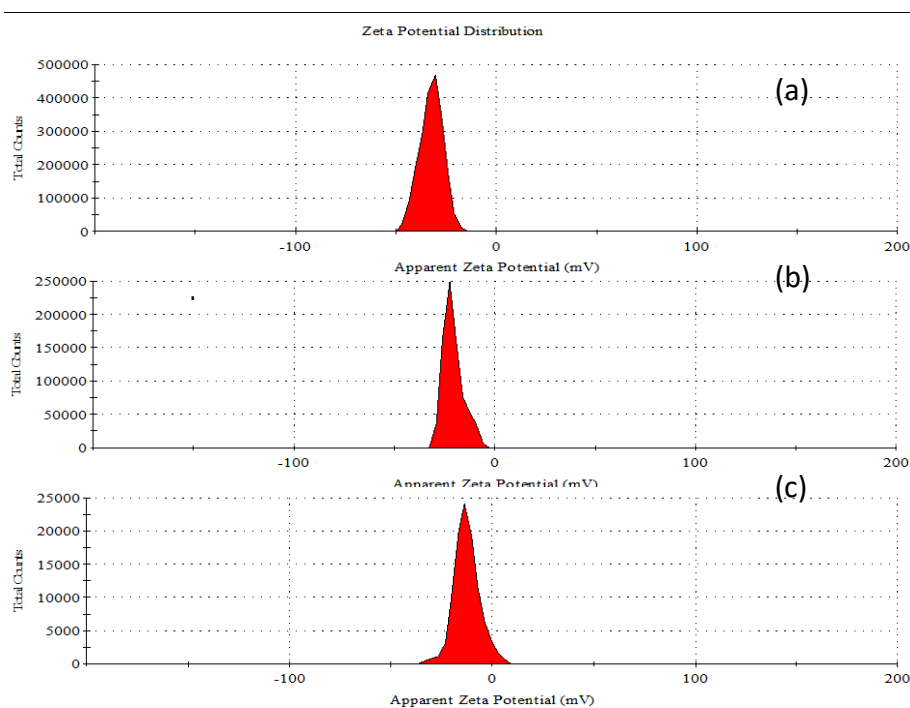 Zeta Potential Distribution
500000
400000
300000
200000
100000
0
Total Counts
(a)
-100 0 100 200
Apparent Zeta Potential (mV)
(b)
250000
200000
150000
100000
50000
0
Total Counts
-100 0 100 200
Apparent Zeta Potential (mV)
(c)
25000
20000
15000
10000
5000
0
Total Counts
-100 0 100 200
Apparent Zeta Potential (mV)